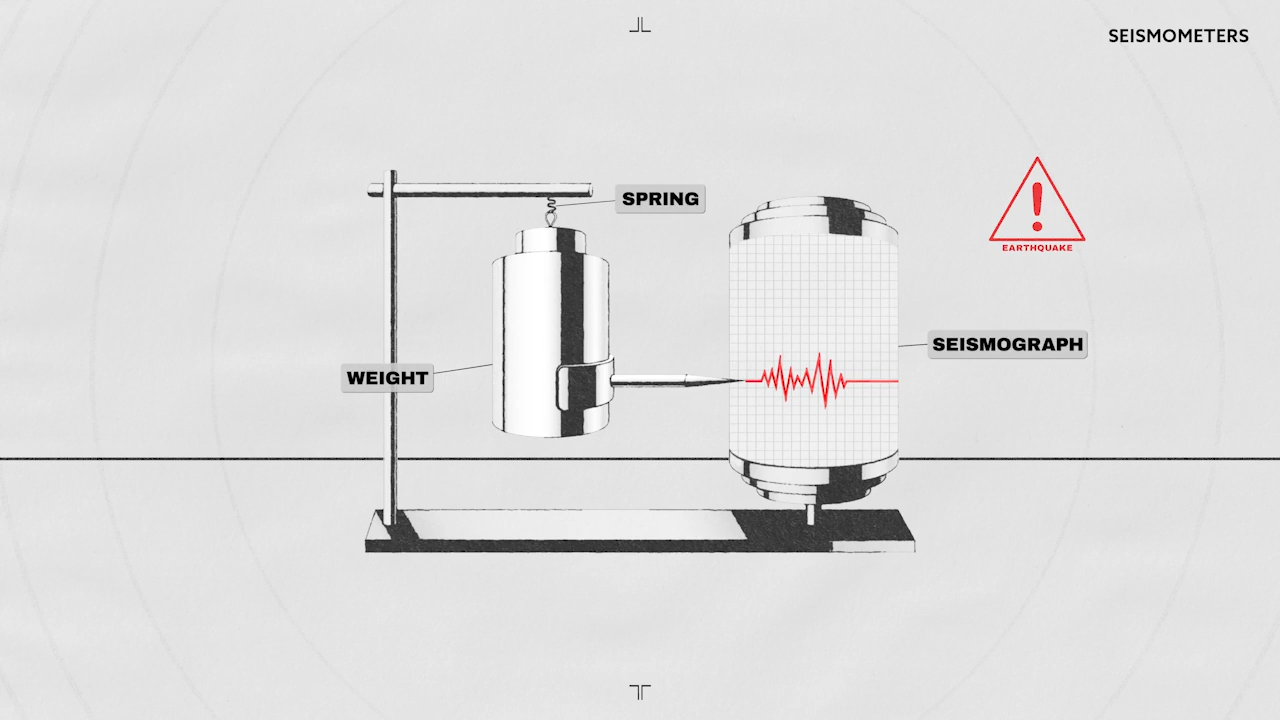 SEISMOMETERS
SPRING
EARTHQUAKE
SEISMOGRAPH
WEIGHT